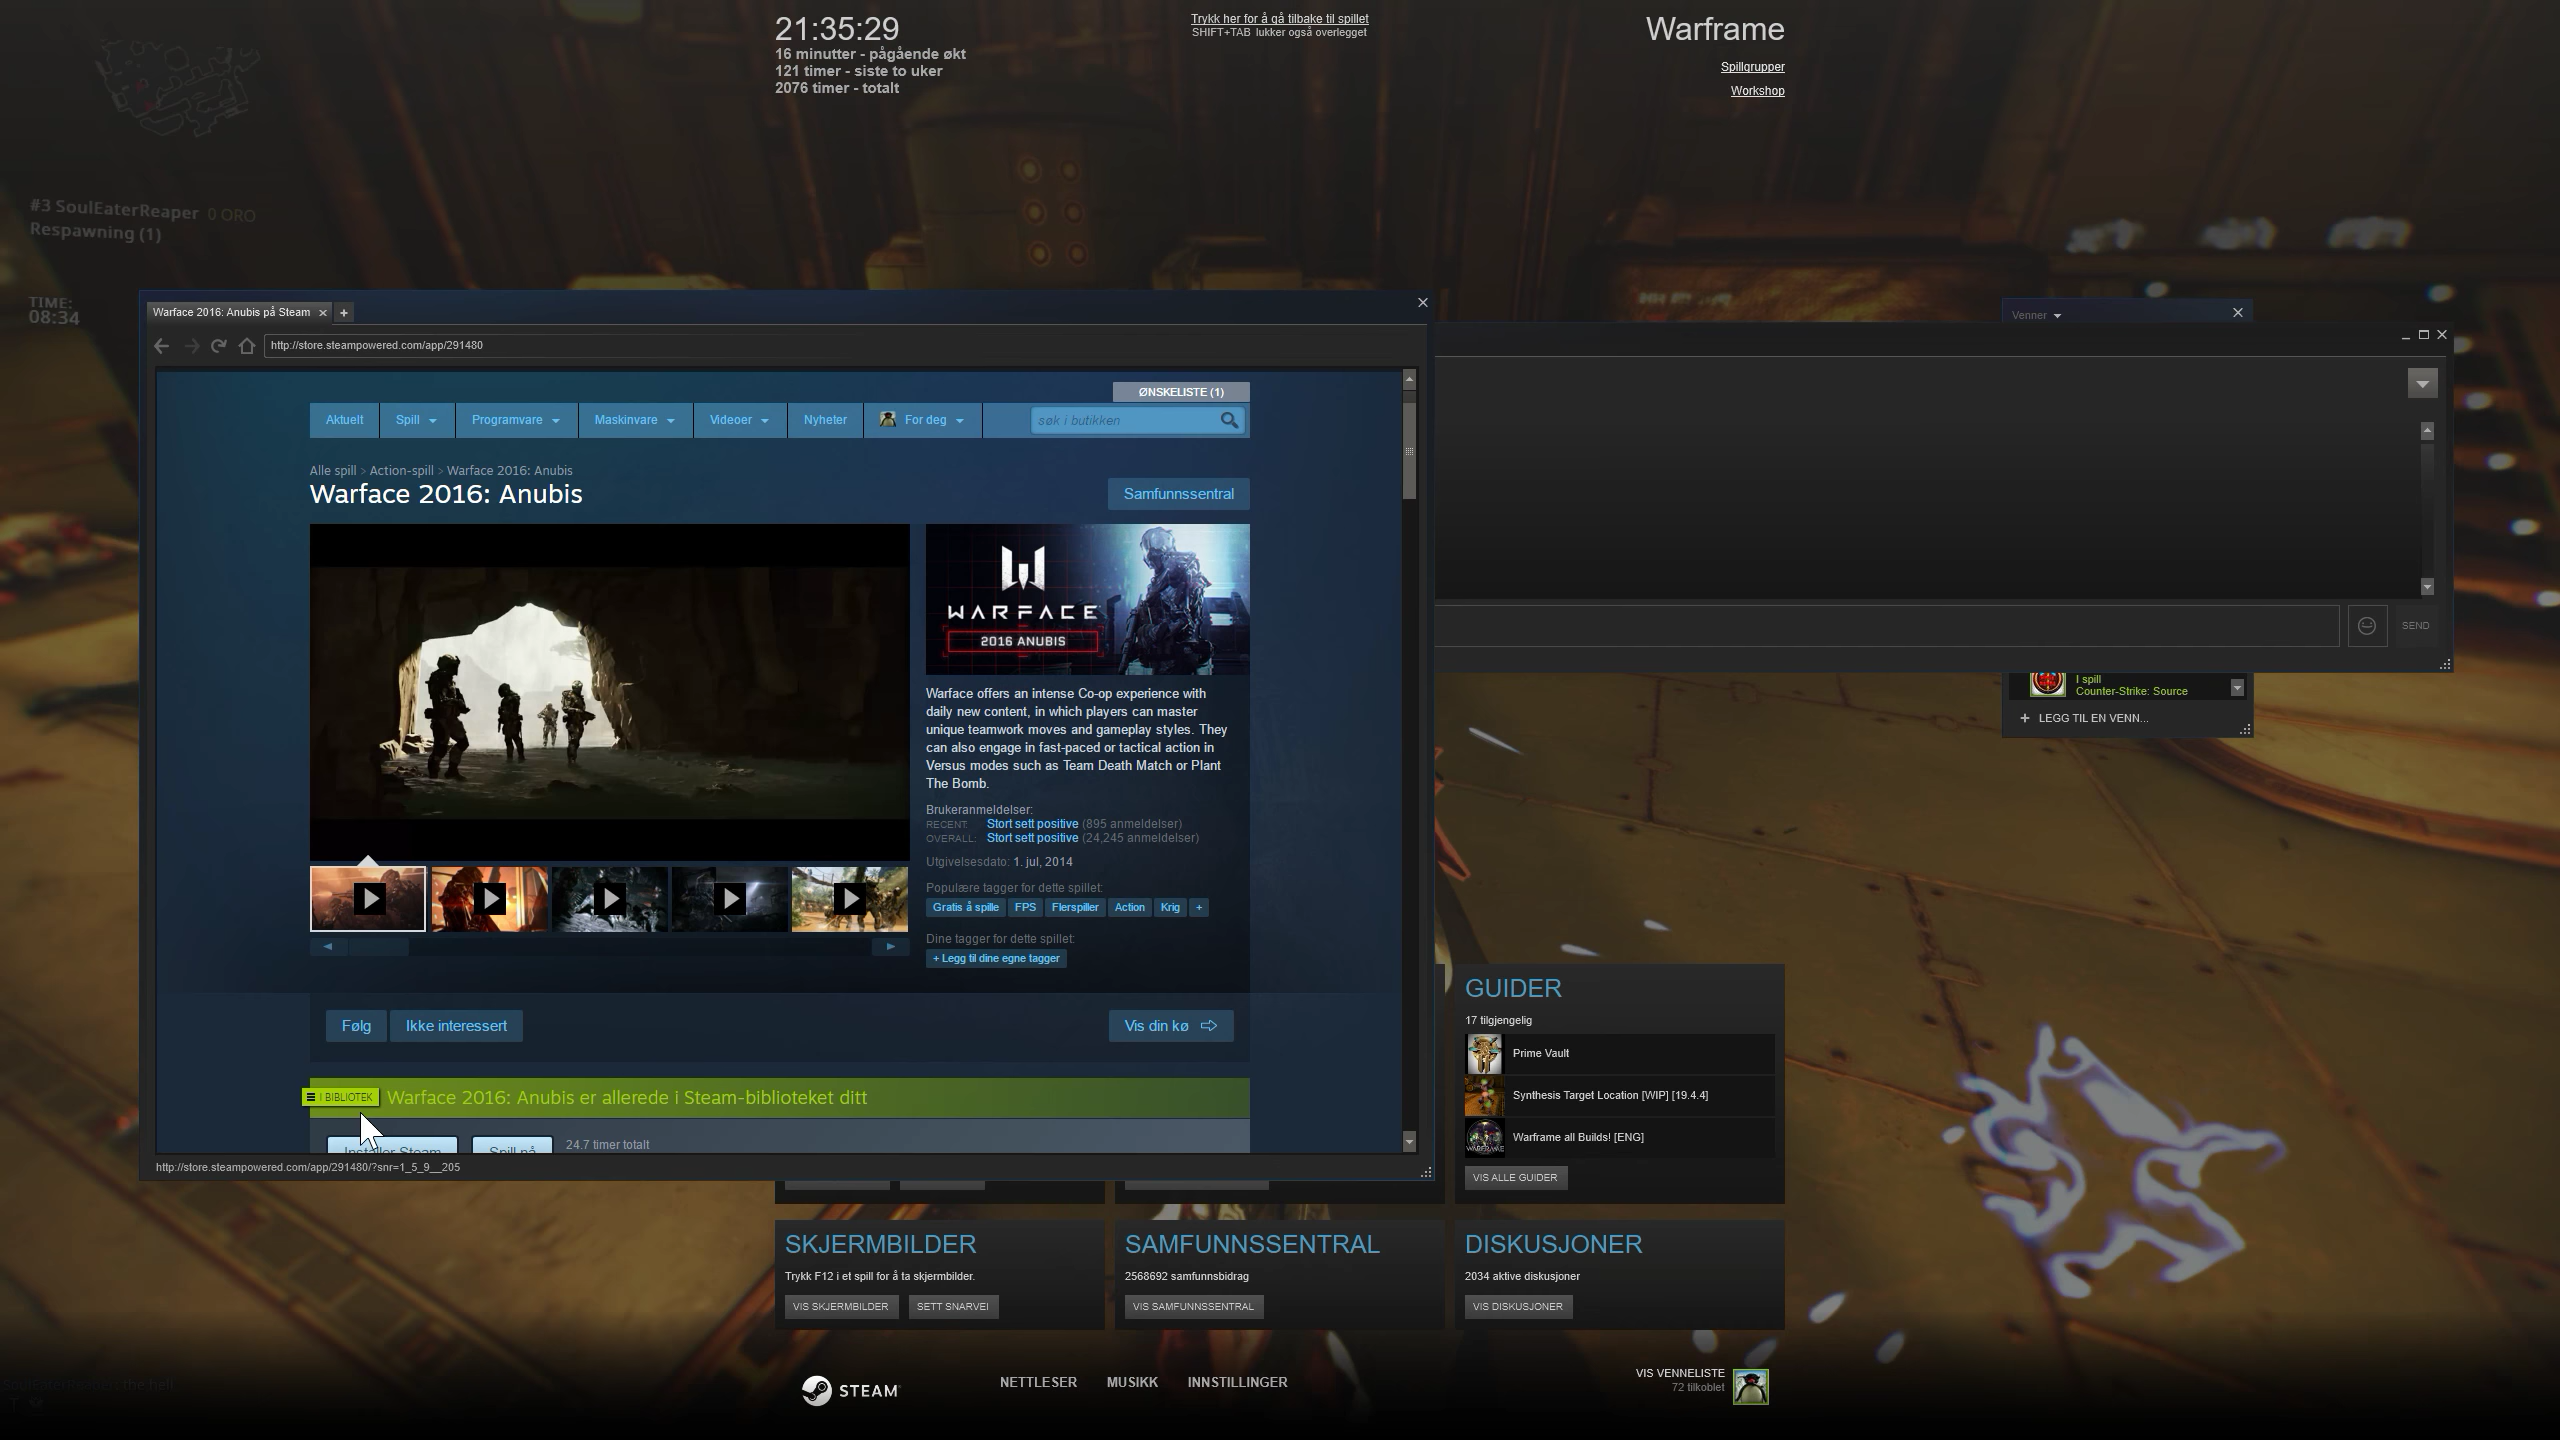 21:35:29
16 minutter - pågående økt
121 timer - siste to uker
2076 timer - totalt
Trykk her for å gå tilbake til spillet
SHIFT+TAB lukker også overlegget
Warframe
Spillgrupper
Workshop
#3 SoulEaterReaper 0 ORO
Respawning (1)
TIME:
08:34
Warface 2016: Anubis på Steam
http://store.steampowered.com/app/291480
ØNSKELISTE (1)
Aktuelt
Spill
Programvare
Maskinvare
Videoer
Nyheter
For deg
søk i butikken
Alle spill > Action-spill > Warface 2016: Anubis
Warface 2016: Anubis
Samfunnssentral
WARFACE
2016 ANUBIS
Warface offers an intense Co-op experience with
daily new content, in which players can master
unique teamwork moves and gameplay styles. They
can also engage in fast-paced or tactical action in
Versus modes such as Team Death Match or Plant
The Bomb.
Brukeranmeldelser:
RECENT: Stort sett positive (895 anmeldelser)
OVERALL: Stort sett positive (24,245 anmeldelser)
Utgivelsesdato: 1. jul, 2014
Populære tagger for dette spillet:
Gratis å spille FPS Flerspiller Action Krig +
Dine tagger for dette spillet:
+ Legg til dine egne tagger
Følg
Ikke interessert
Vis din kø
I BIBLIOTEK
Warface 2016: Anubis er allerede i Steam-biblioteket ditt
Installer Steam
Spill nå
24.7 timer totalt
http://store.steampowered.com/app/291480/?snr=1_5_9__205
Venner
SEND
I spill
Counter-Strike: Source
+ LEGG TIL EN VENN...
GUIDER
17 tilgjengelig
Prime Vault
Synthesis Target Location [WIP] [19.4.4]
Warframe all Builds! [ENG]
VIS ALLE GUIDER
SKJERMBILDER
Trykk F12 i et spill for å ta skjermbilder.
VIS SKJERMBILDER
SETT SNARVEI
SAMFUNNSSENTRAL
2568692 samfunnsbidrag
VIS SAMFUNNSSENTRAL
DISKUSJONER
2034 aktive diskusjoner
VIS DISKUSJONER
STEAM
NETTLESER
MUSIKK
INNSTILLINGER
VIS VENNELISTE
72 tilkoblet